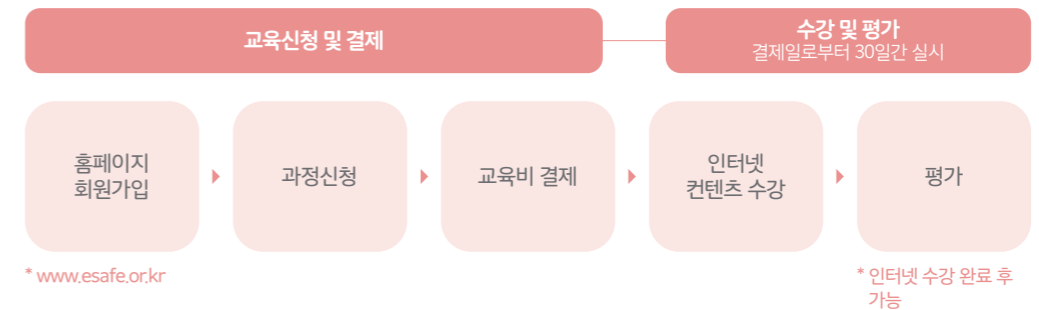 교육신청 및 결제
수강 및 평가
결제일로부터 30일간 실시
홈페이지
회원가입
과정신청
교육비 결제
인터넷
컨텐츠 수강
평가
* www.esafe.or.kr
* 인터넷 수강 완료 후
가능